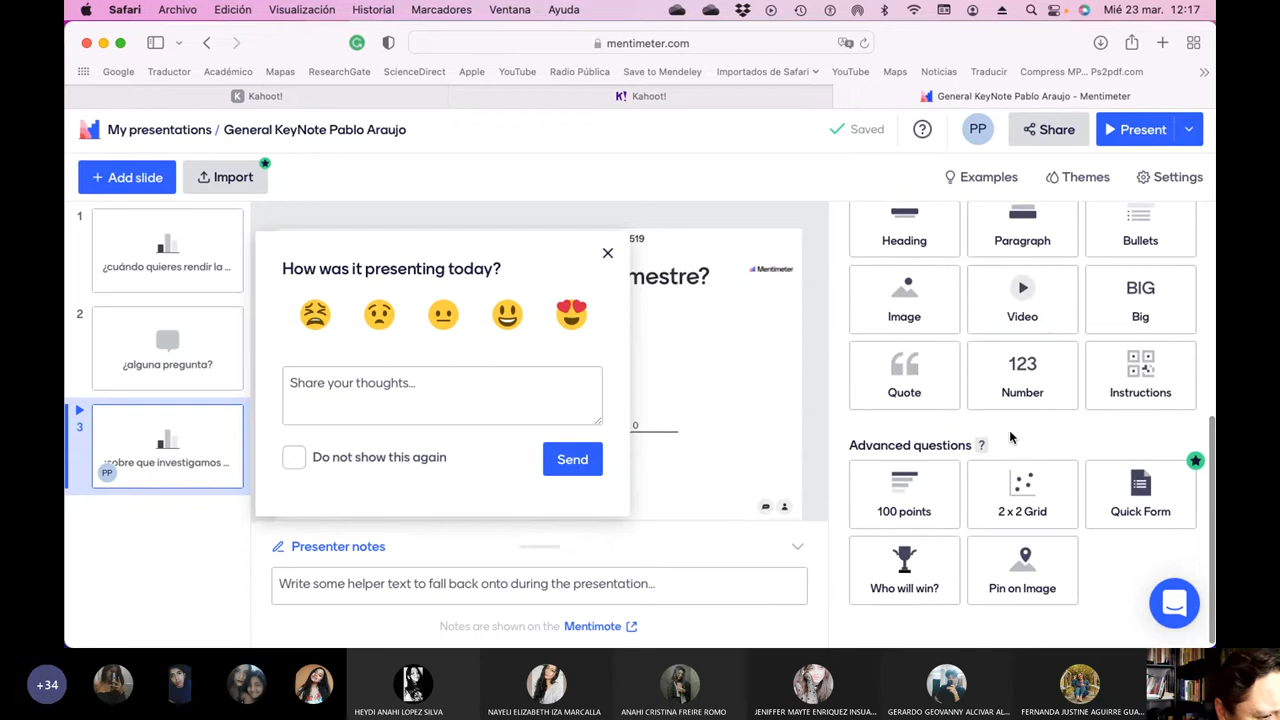 Safari Archivo Edición Visualización Historial Marcadores Ventana Ayuda Mié 23 mar. 12:17
mentimeter.com
Google Traductor Académico Mapas ResearchGate ScienceDirect Apple YouTube Radio Pública Save to Mendeley Importados de Safari YouTube Maps Noticias Traducir Compress MP... Ps2pdf.com
K Kahoot! K! Kahoot! General KeyNote Pablo Araujo - Mentimeter
My presentations / General KeyNote Pablo Araujo Saved ? PP Share Present
+ Add slide Import Examples Themes Settings
1
¿cuándo quieres rendir la ...
2
¿alguna pregunta?
3
PP
¿sobre que investigamos ...
519
mestre?
Mentimeter
0
How was it presenting today?
Share your thoughts...
Do not show this again
Send
Presenter notes
Write some helper text to fall back onto during the presentation...
Notes are shown on the Mentimote
Heading Paragraph Bullets
BIG
Image Video Big
123
Quote Number Instructions
Advanced questions ?
100 points 2 x 2 Grid Quick Form
Who will win? Pin on Image
+34
HEYDI ANAHI LOPEZ SILVA NAYELI ELIZABETH IZA MARCALLA ANAHI CRISTINA FREIRE ROMO JENIFFER MAYTE ENRIQUEZ INSUA... GERARDO GEOVANNY ALCIVAR AL... FERNANDA JUSTINE AGUIRRE GUA...